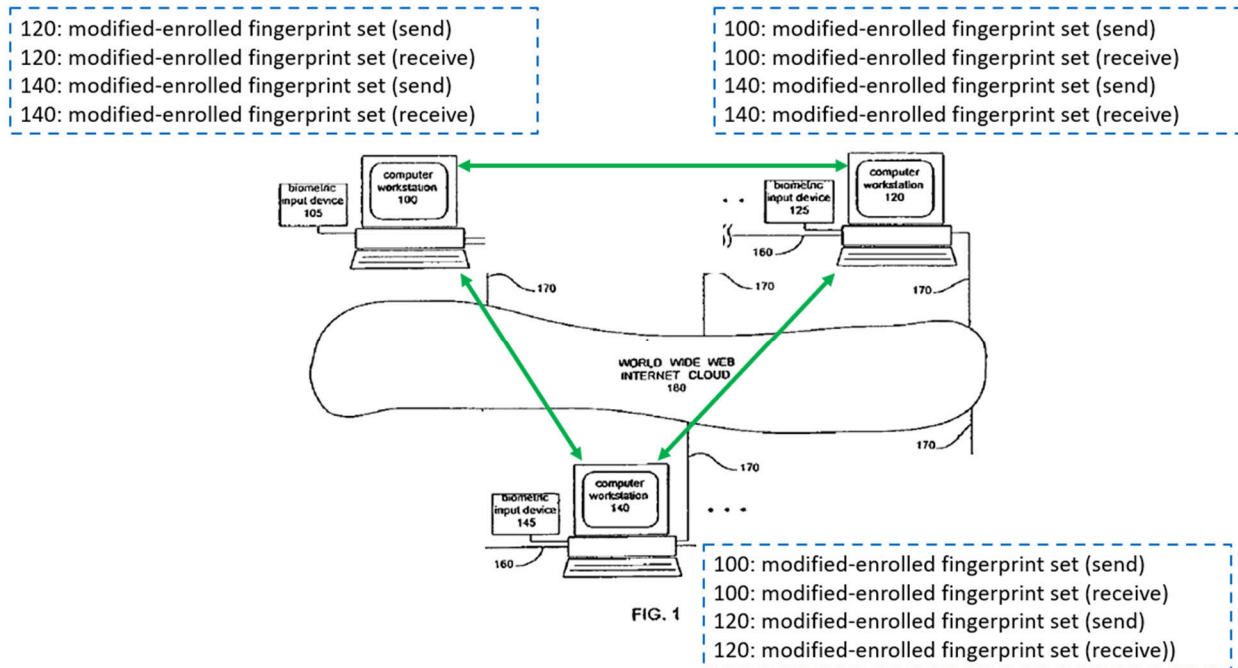 120: modified-enrolled fingerprint set (send)
120: modified-enrolled fingerprint set (receive)
140: modified-enrolled fingerprint set (send)
140: modified-enrolled fingerprint set (receive)
100: modified-enrolled fingerprint set (send)
100: modified-enrolled fingerprint set (receive)
140: modified-enrolled fingerprint set (send)
140: modified-enrolled fingerprint set (receive)
biometric
input device
105
computer
workstation
100
. .
biometric
input device
125
computer
workstation
120
160
170
170
170
WORLD WIDE WEB
INTERNET CLOUD
180
170
170
biometric
input device
145
computer
workstation
140
. . .
160
100: modified-enrolled fingerprint set (send)
100: modified-enrolled fingerprint set (receive)
120: modified-enrolled fingerprint set (send)
120: modified-enrolled fingerprint set (receive))
FIG. 1